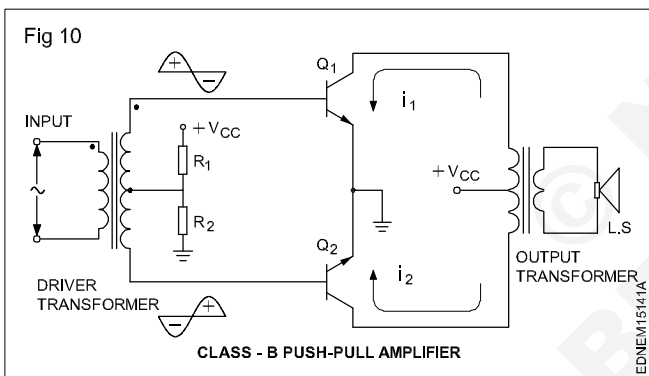 Fig 10
+
−
Q1
i1
INPUT
+VCC
R1
∼
+VCC
R2
L.S
Q2
OUTPUT
TRANSFORMER
DRIVER
TRANSFORMER
i2
+
−
CLASS - B PUSH-PULL AMPLIFIER
EDNEM15141A
©